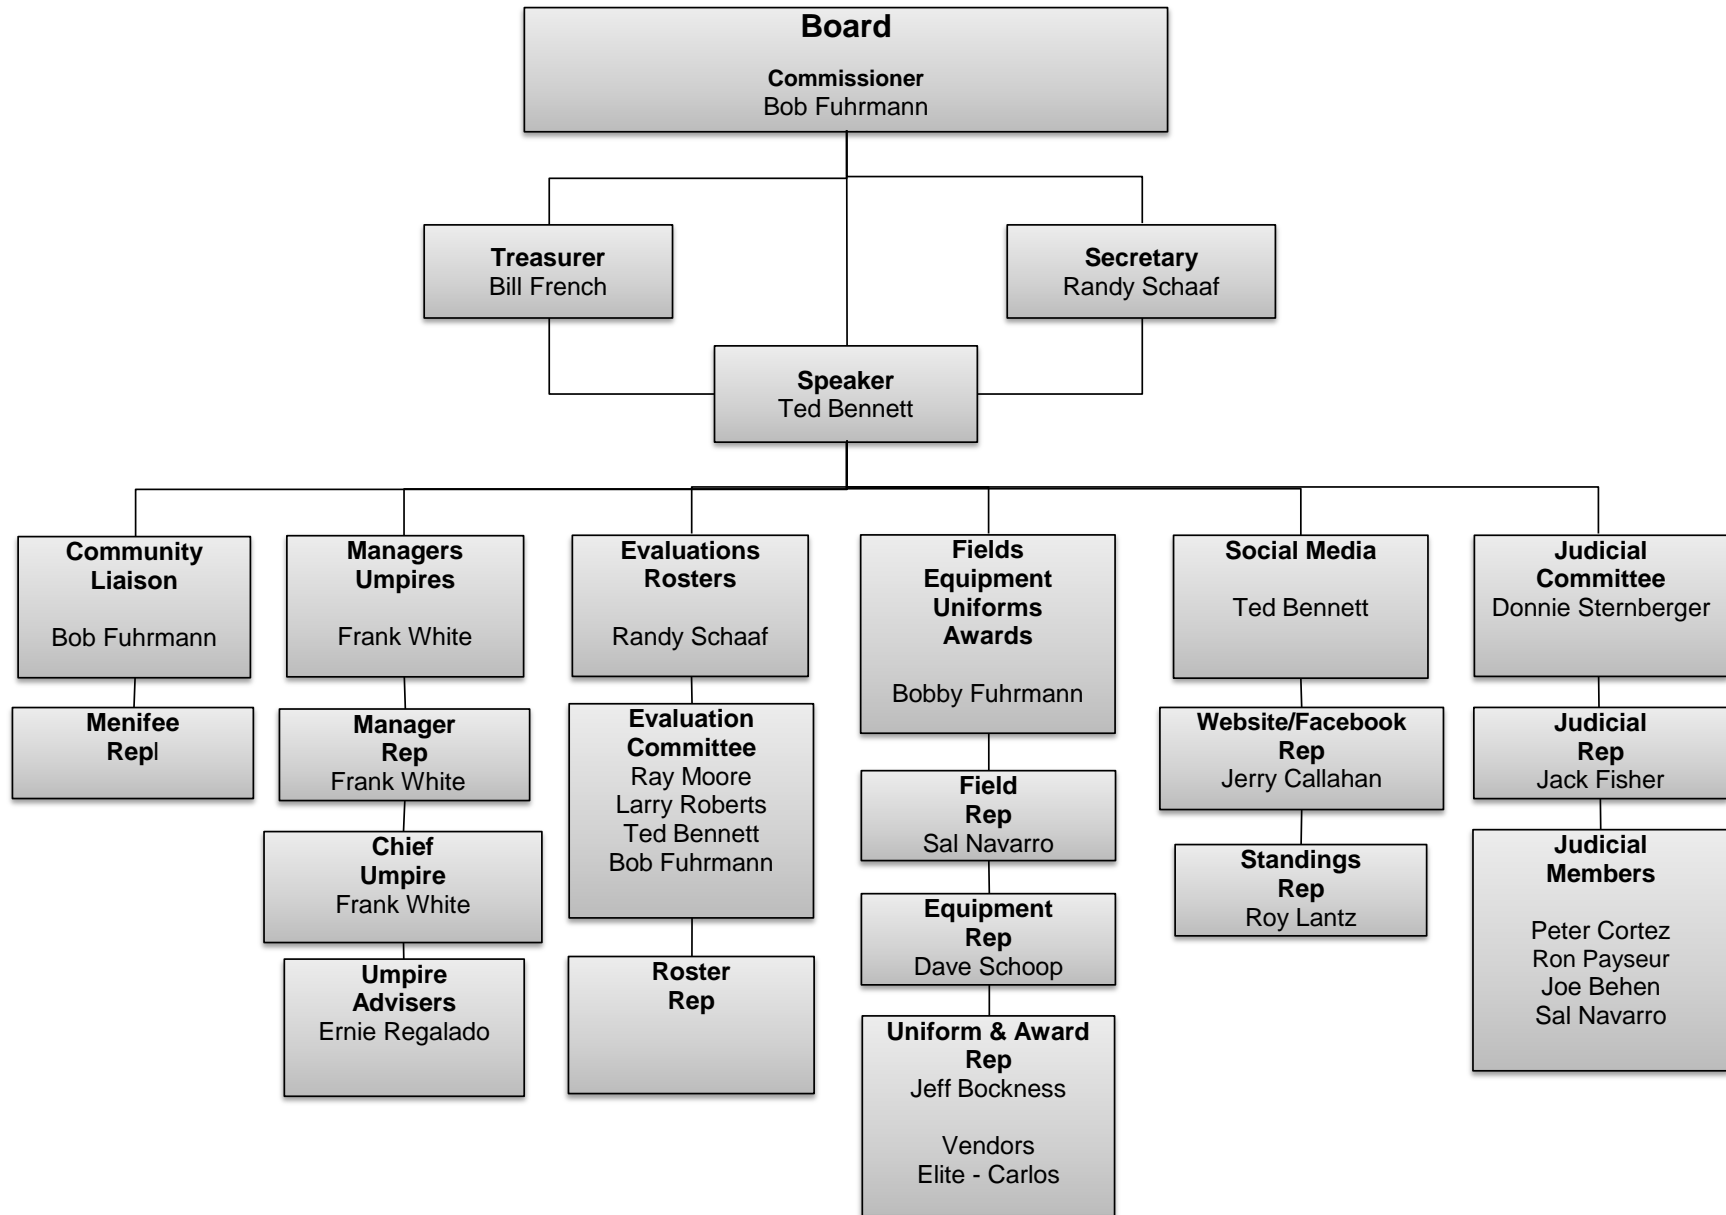 Board
Commissioner
Bob Fuhrmann
Treasurer
Bill French
Secretary
Randy Schaaf
Speaker
Ted Bennett
Community
Liaison
Bob Fuhrmann
Menifee
Repl
Managers
Umpires
Frank White
Manager
Rep
Frank White
Chief
Umpire
Frank White
Umpire
Advisers
Ernie Regalado
Evaluations
Rosters
Randy Schaaf
Evaluation
Committee
Ray Moore
Larry Roberts
Ted Bennett
Bob Fuhrmann
Roster
Rep
Fields
Equipment
Uniforms
Awards
Bobby Fuhrmann
Field
Rep
Sal Navarro
Equipment
Rep
Dave Schoop
Uniform & Award
Rep
Jeff Bockness
Vendors
Elite - Carlos
Social Media
Ted Bennett
Website/Facebook
Rep
Jerry Callahan
Standings
Rep
Roy Lantz
Judicial
Committee
Donnie Sternberger
Judicial
Rep
Jack Fisher
Judicial
Members
Peter Cortez
Ron Payseur
Joe Behen
Sal Navarro